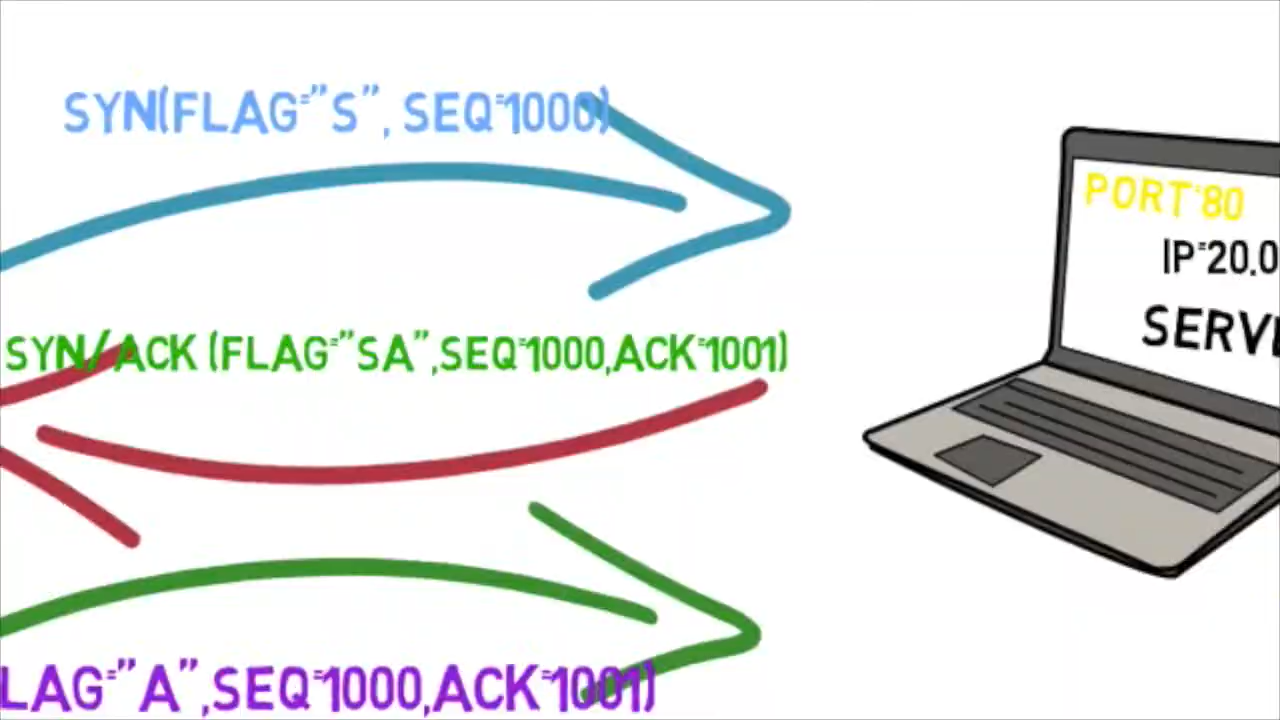 SYN(FLAG="S", SEQ=1000)
PORT=80
IP=20.0
SYN/ACK (FLAG="SA",SEQ=1000,ACK=1001)
LAG="A",SEQ=1000,ACK=1001)